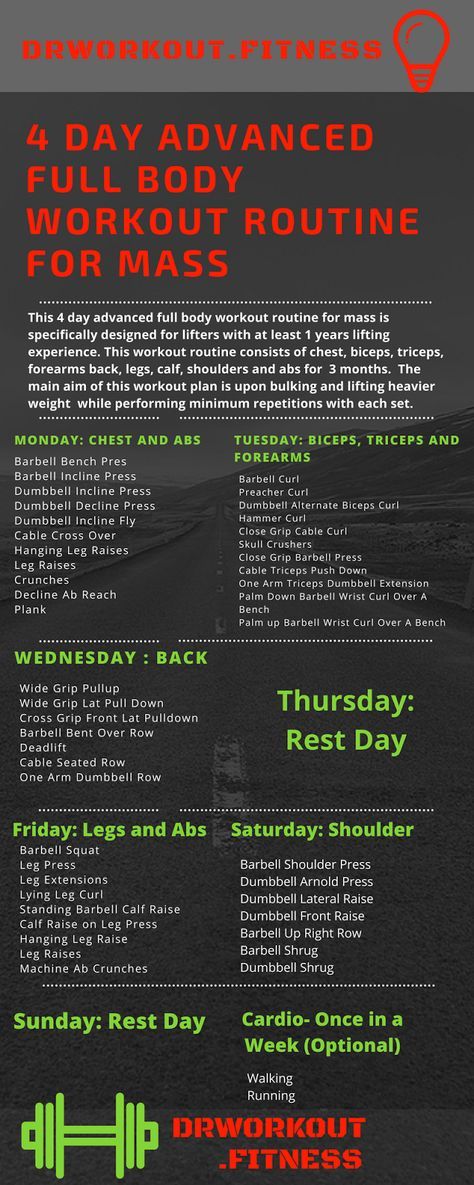 DRWORKOUT.FITNESS
4 DAY ADVANCED
FULL BODY
WORKOUT ROUTINE
FOR MASS
This 4 day advanced full body workout routine for mass is
specifically designed for lifters with at least 1 years lifting
experience. This workout routine consists of chest, biceps, triceps,
forearms back, legs, calf, shoulders and abs for 3 months. The
main aim of this workout plan is upon bulking and lifting heavier
weight while performing minimum repetitions with each set.
MONDAY: CHEST AND ABS
Barbell Bench Pres
Barbell Incline Press
Dumbbell Incline Press
Dumbbell Decline Press
Dumbbell Incline Fly
Cable Cross Over
Hanging Leg Raises
Leg Raises
Crunches
Decline Ab Reach
Plank
TUESDAY: BICEPS, TRICEPS AND
FOREARMS
Barbell Curl
Preacher Curl
Dumbbell Alternate Biceps Curl
Hammer Curl
Close Grip Cable Curl
Skull Crushers
Close Grip Barbell Press
Cable Triceps Push Down
One Arm Triceps Dumbbell Extension
Palm Down Barbell Wrist Curl Over A
Bench
Palm up Barbell Wrist Curl Over A Bench
WEDNESDAY : BACK
Wide Grip Pullup
Wide Grip Lat Pull Down
Cross Grip Front Lat Pulldown
Barbell Bent Over Row
Deadlift
Cable Seated Row
One Arm Dumbbell Row
Thursday:
Rest Day
Friday: Legs and Abs
Barbell Squat
Leg Press
Leg Extensions
Lying Leg Curl
Standing Barbell Calf Raise
Calf Raise on Leg Press
Hanging Leg Raise
Leg Raises
Machine Ab Crunches
Saturday: Shoulder
Barbell Shoulder Press
Dumbbell Arnold Press
Dumbbell Lateral Raise
Dumbbell Front Raise
Barbell Up Right Row
Barbell Shrug
Dumbbell Shrug
Sunday: Rest Day
Cardio- Once in a
Week (Optional)
Walking
Running
DRWORKOUT
.FITNESS